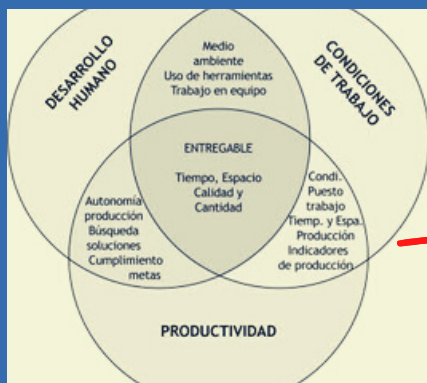 DESARROLLO
HUMANO
Medio
ambiente
Uso de herramientas
Trabajo en equipo
CONDICIONES
DE TRABAJO
ENTREGABLE
Tiempo, Espacio
Calidad y
Cantidad
Autonomía
producción
Búsqueda
soluciones
Cumplimiento
metas
Condi.
Puesto
trabajo
Tiemp. y Espa.
Producción
Indicadores
de producción
PRODUCTIVIDAD